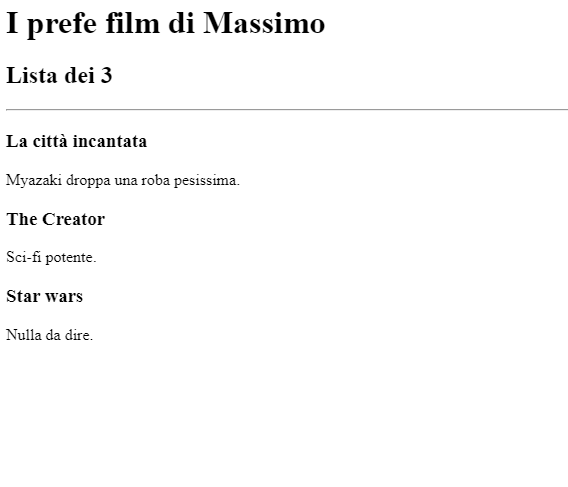 I prefe film di Massimo
Lista dei 3
La città incantata
Myazaki droppa una roba pesissima.
The Creator
Sci-fi potente.
Star wars
Nulla da dire.